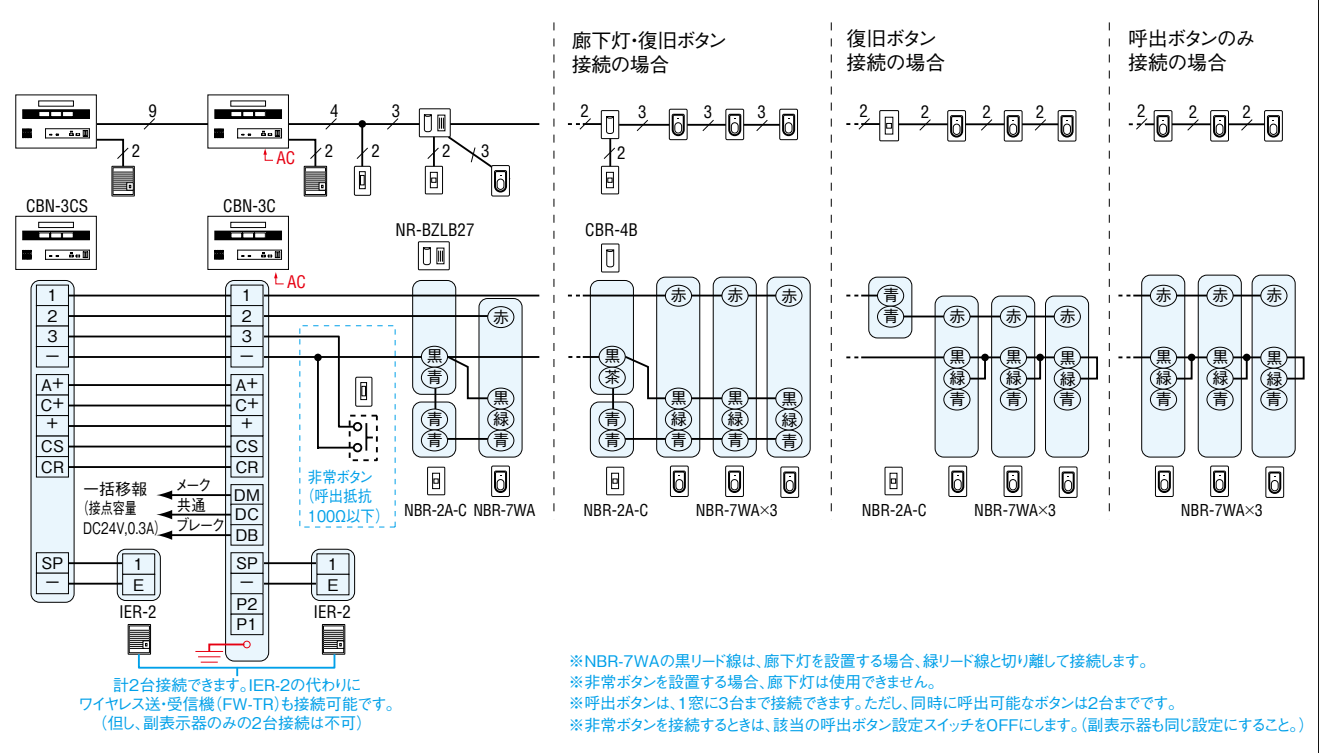 廊下灯・復旧ボタン
接続の場合
復旧ボタン
接続の場合
呼出ボタンのみ
接続の場合
9
4
3
2
3
3
3
2
2
2
2
2
2
2
2
2
2
2
2
3
2
AC
CBN-3CS
CBN-3C
NR-BZLB27
CBR-4B
AC
1
2
3
－
A+
C+
+
CS
CR
SP
－
1
2
3
－
A+
C+
+
CS
CR
DM
DC
DB
SP
－
P2
P1
一括移報
(接点容量
DC24V,0.3A)
メーク
共通
ブレーク
1
E
IER-2
1
E
IER-2
非常ボタン
(呼出抵抗
100Ω以下)
黒
青
青
青
赤
黒
緑
青
NBR-2A-C
NBR-7WA
黒
茶
青
青
赤
黒
緑
青
赤
黒
緑
青
赤
黒
緑
青
NBR-2A-C
NBR-7WA×3
青
青
赤
黒
緑
青
赤
黒
緑
青
赤
黒
緑
青
NBR-2A-C
NBR-7WA×3
赤
黒
緑
青
赤
黒
緑
青
赤
黒
緑
青
NBR-7WA×3
計2台接続できます。IER-2の代わりに
ワイヤレス送・受信機(FW-TR)も接続可能です。
(但し、副表示器のみの2台接続は不可)
※NBR-7WAの黒リード線は、廊下灯を設置する場合、緑リード線と切り離して接続します。
※非常ボタンを設置する場合、廊下灯は使用できません。
※呼出ボタンは、1窓に3台まで接続できます。ただし、同時に呼出可能なボタンは2台までです。
※非常ボタンを接続するときは、該当の呼出ボタン設定スイッチをOFFにします。(副表示器も同じ設定にすること。)